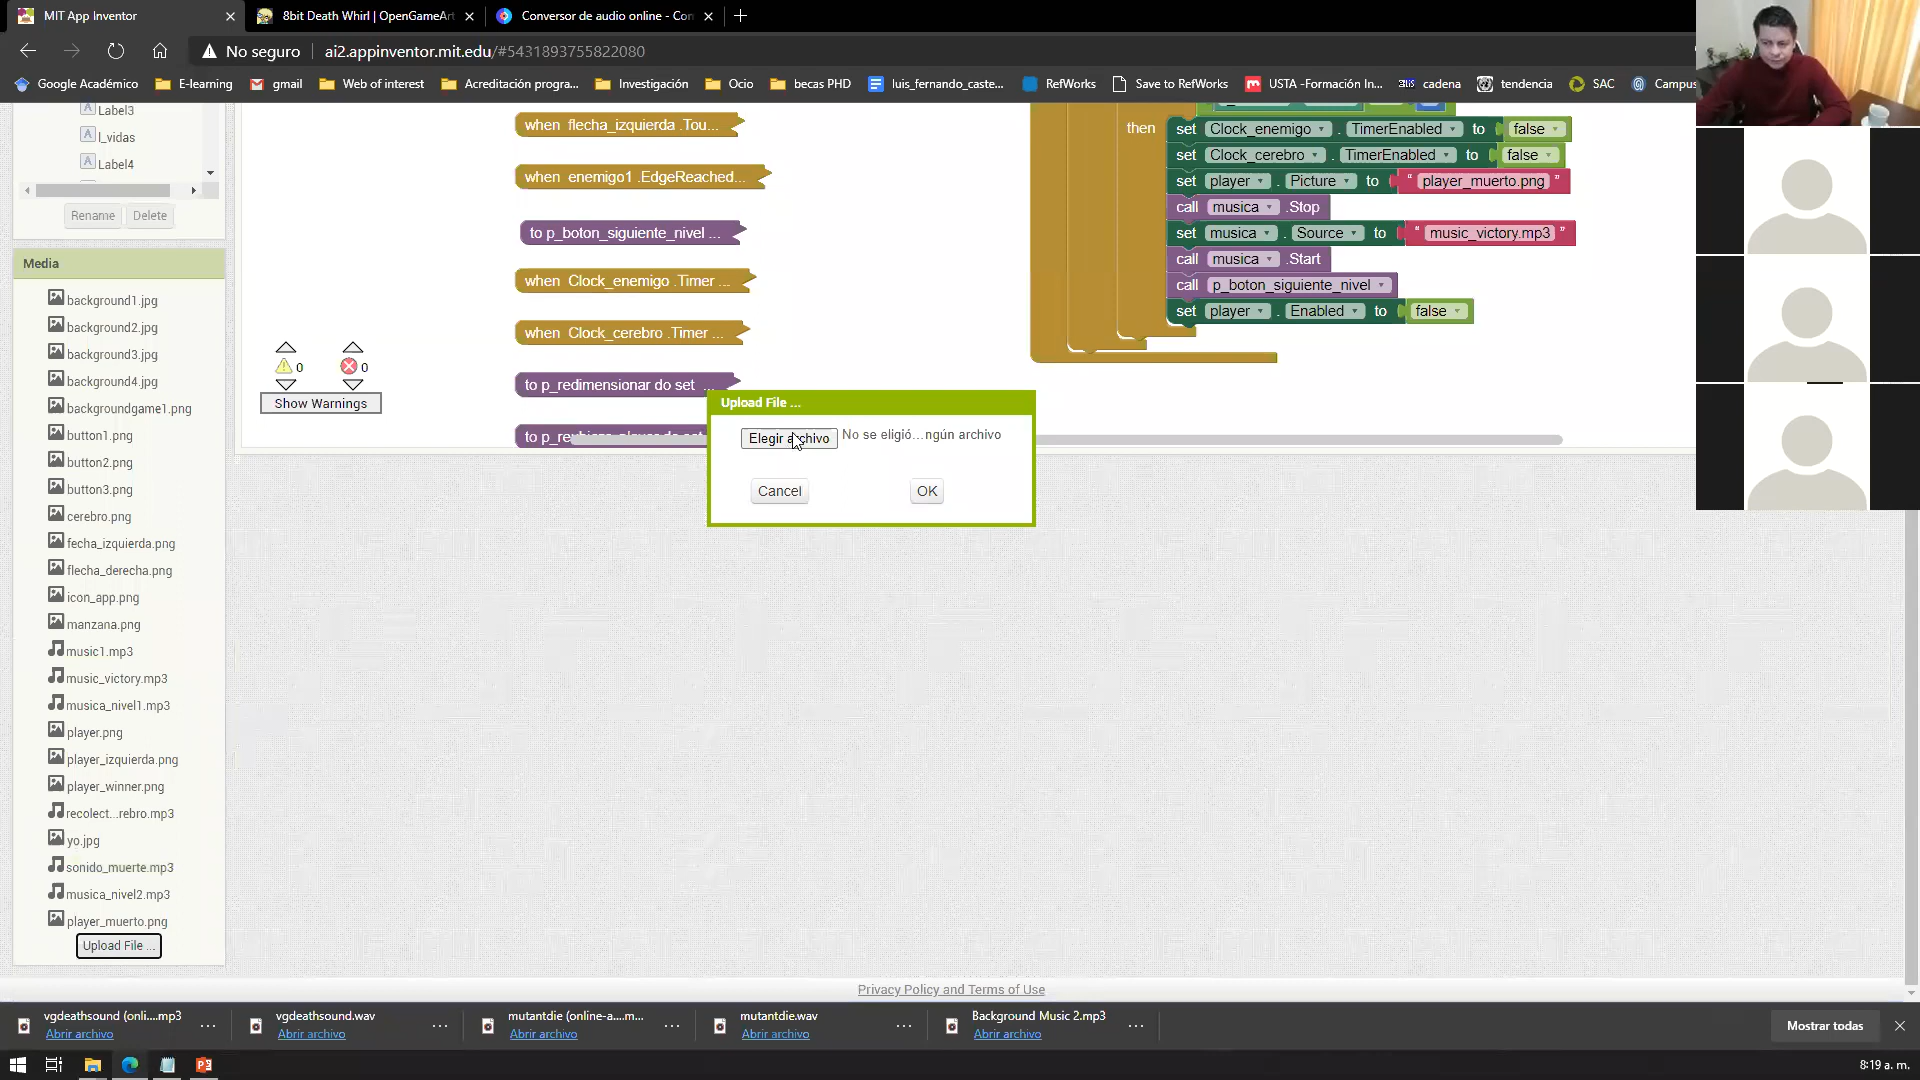 MIT App Inventor
8bit Death Whirl | OpenGameArt
Conversor de audio online - Con
No seguro
ai2.appinventor.mit.edu/#5431893755822080
Google Académico
E-learning
gmail
Web of interest
Acreditación progra...
Investigación
Ocio
becas PHD
luis_fernando_caste...
RefWorks
Save to RefWorks
USTA -Formación In...
cadena
tendencia
SAC
Campus
Label3
l_vidas
Label4
Rename
Delete
Media
background1.jpg
background2.jpg
background3.jpg
background4.jpg
backgroundgame1.png
button1.png
button2.png
button3.png
cerebro.png
fecha_izquierda.png
flecha_derecha.png
icon_app.png
manzana.png
music1.mp3
music_victory.mp3
musica_nivel1.mp3
player.png
player_izquierda.png
player_winner.png
recolect...rebro.mp3
yo.jpg
sonido_muerte.mp3
musica_nivel2.mp3
player_muerto.png
Upload File ...
0
0
Show Warnings
when flecha_izquierda .Tou...
when enemigo1 .EdgeReached...
to p_boton_siguiente_nivel ...
when Clock_enemigo .Timer ...
when Clock_cerebro .Timer ...
to p_redimensionar do set ...
then
set Clock_enemigo . TimerEnabled to false
set Clock_cerebro . TimerEnabled to false
set player . Picture to " player_muerto.png "
call musica .Stop
set musica . Source to " music_victory.mp3 "
call musica .Start
call p_boton_siguiente_nivel
set player . Enabled to false
Upload File ...
Elegir archivo
No se eligió...ngún archivo
Cancel
OK
Privacy Policy and Terms of Use
vgdeathsound (onli....mp3
Abrir archivo
vgdeathsound.wav
Abrir archivo
mutantdie (online-a....m...
Abrir archivo
mutantdie.wav
Abrir archivo
Background Music 2.mp3
Abrir archivo
Mostrar todas
8:19 a. m.